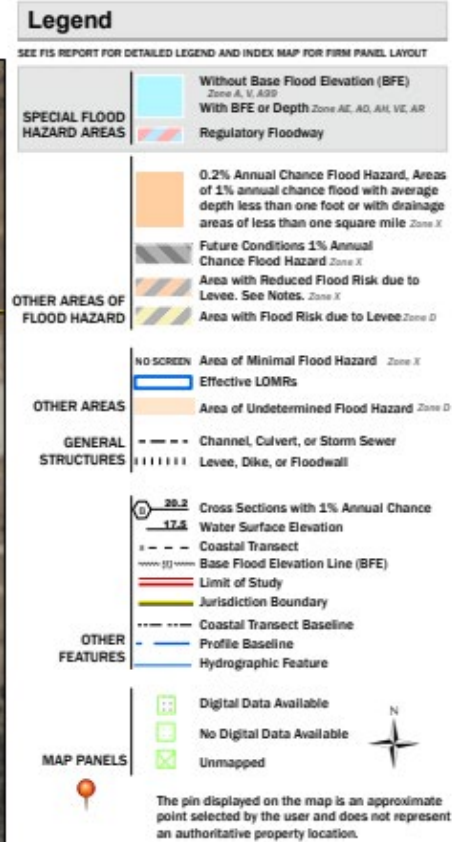 Legend
SEE FIS REPORT FOR DETAILED LEGEND AND INDEX MAP FOR FIRM PANEL LAYOUT
SPECIAL FLOOD
HAZARD AREAS
Without Base Flood Elevation (BFE)
Zone A, V, A99
With BFE or Depth Zone AE, AO, AH, VE, AR
Regulatory Floodway
0.2% Annual Chance Flood Hazard, Areas
of 1% annual chance flood with average
depth less than one foot or with drainage
areas of less than one square mile Zone X
Future Conditions 1% Annual
Chance Flood Hazard Zone X
Area with Reduced Flood Risk due to
Levee. See Notes. Zone X
OTHER AREAS OF
FLOOD HAZARD
Area with Flood Risk due to Levee Zone D
NO SCREEN Area of Minimal Flood Hazard Zone X
Effective LOMRs
OTHER AREAS
Area of Undetermined Flood Hazard Zone D
GENERAL
STRUCTURES
Channel, Culvert, or Storm Sewer
Levee, Dike, or Floodwall
B 20.2 Cross Sections with 1% Annual Chance
17.5 Water Surface Elevation
Coastal Transect
Base Flood Elevation Line (BFE)
Limit of Study
Jurisdiction Boundary
Coastal Transect Baseline
OTHER
FEATURES
Profile Baseline
Hydrographic Feature
Digital Data Available
No Digital Data Available
Unmapped
MAP PANELS
N
The pin displayed on the map is an approximate
point selected by the user and does not represent
an authoritative property location.